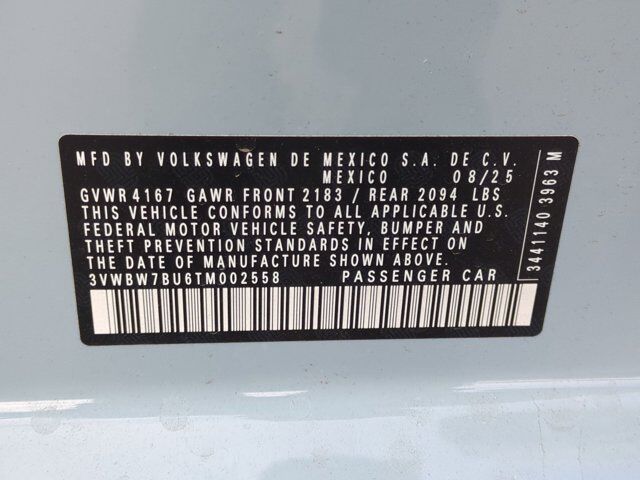 MFD BY VOLKSWAGEN DE MEXICO S.A. DE C.V.
MEXICO 08/25
GVWR 4167 GAWR FRONT 2183 / REAR 2094 LBS
THIS VEHICLE CONFORMS TO ALL APPLICABLE U.S.
FEDERAL MOTOR VEHICLE SAFETY, BUMPER AND
THEFT PREVENTION STANDARDS IN EFFECT ON
THE DATE OF MANUFACTURE SHOWN ABOVE.
3VWBW7BU6TM002558 PASSENGER CAR
3441140 3963 M